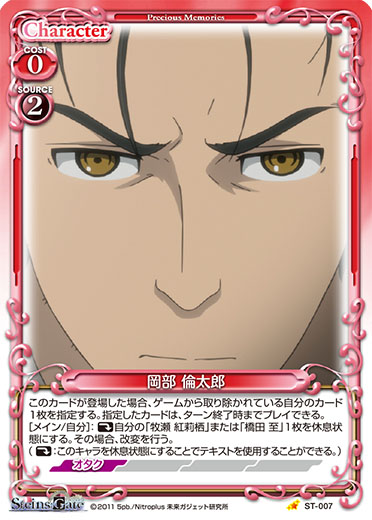 Precious Memories
Character
COST
0
SOURCE
2
岡部 倫太郎
このカードが登場した場合、ゲームから取り除かれている自分のカード
1枚を指定する。指定したカードは、ターン終了時までプレイできる。
[メイン/自分]:自分の「牧瀬 紅莉栖」または「橋田 至」1枚を休息状
態にする。その場合、改変を行う。
(:このキャラを休息状態にすることでテキストを使用することができる。)
オタク
Steins;Gate ©2011 5pb./Nitroplus 未来ガジェット研究所 ST-007